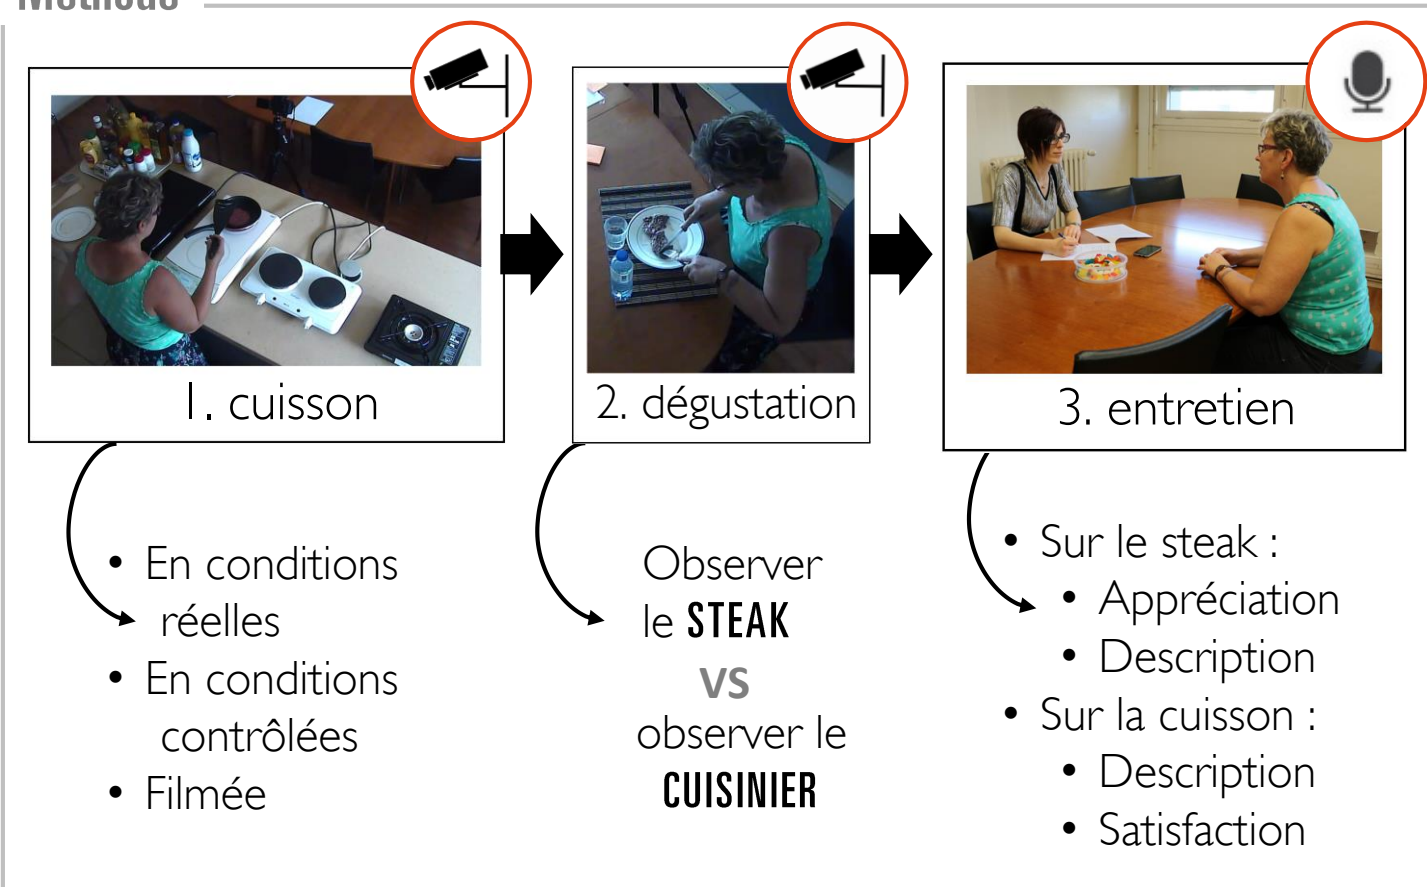 Méthode
1. cuisson
2. dégustation
3. entretien
• En conditions
réelles
• En conditions
contrôlées
• Filmée
Observer
le STEAK
VS
observer le
CUISINIER
• Sur le steak :
• Appréciation
• Description
• Sur la cuisson :
• Description
• Satisfaction